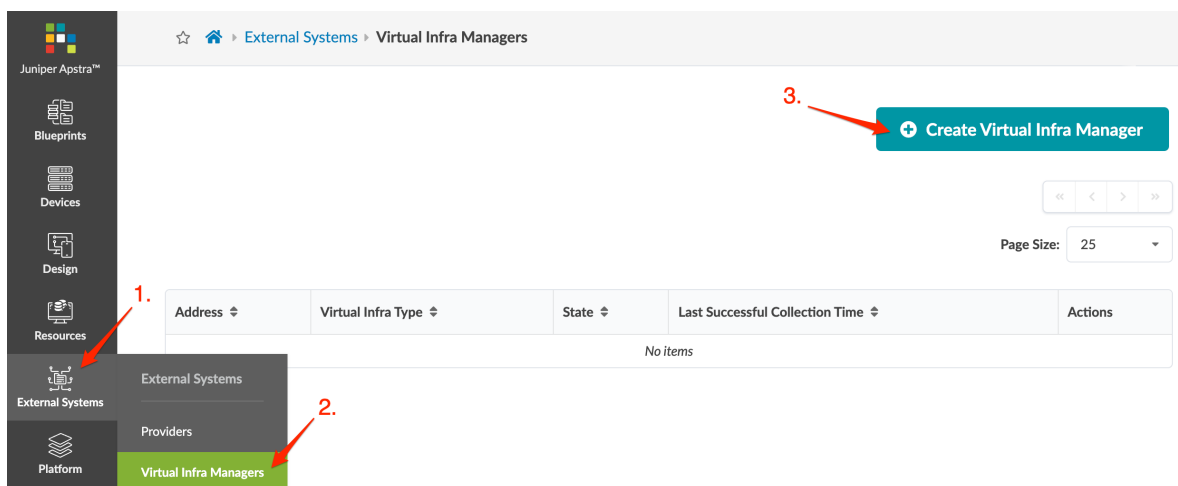 Juniper Apstra™
Blueprints
Devices
Design
Resources
External Systems
Platform
External Systems
Providers
Virtual Infra Managers
External Systems Virtual Infra Managers
1.
2.
3.
Create Virtual Infra Manager
« < > »
Page Size: 25
Address Virtual Infra Type State Last Successful Collection Time Actions
No items